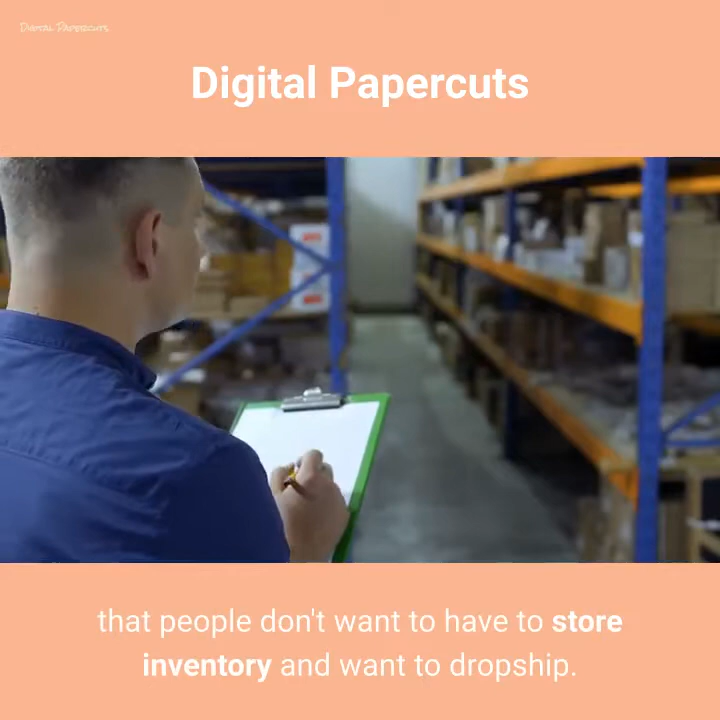 Digital Papercuts
Digital Papercuts
that people don't want to have to store
inventory and want to dropship.